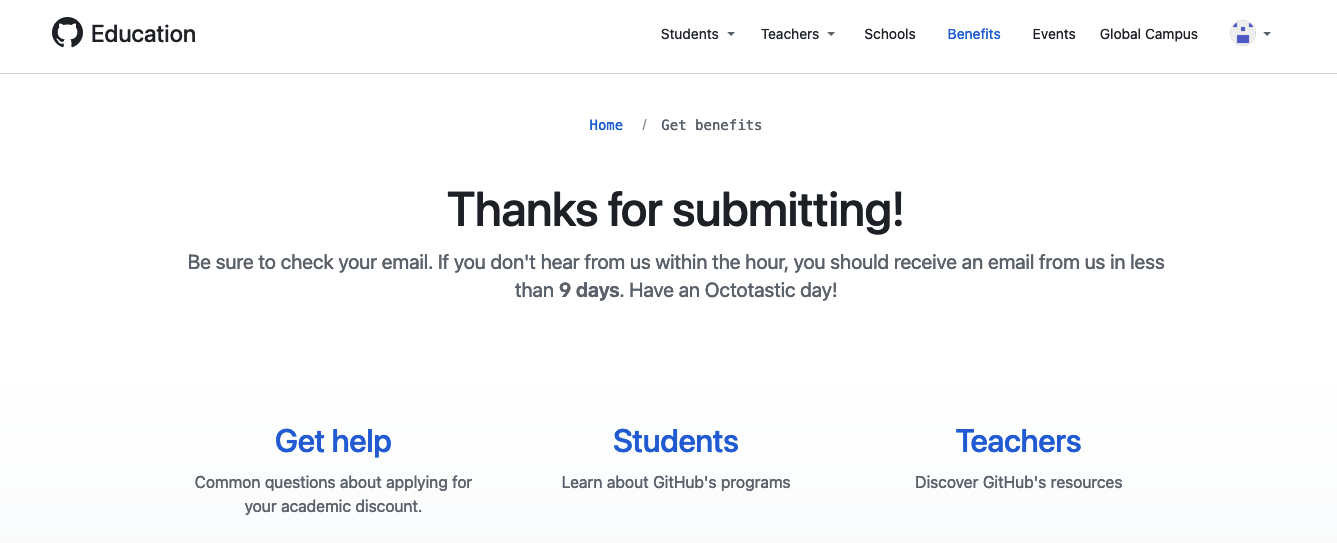 Education
Students
Teachers
Schools
Benefits
Events
Global Campus
Home / Get benefits
Thanks for submitting!
Be sure to check your email. If you don't hear from us within the hour, you should receive an email from us in less
than 9 days. Have an Octotastic day!
Get help
Common questions about applying for
your academic discount.
Students
Learn about GitHub's programs
Teachers
Discover GitHub's resources